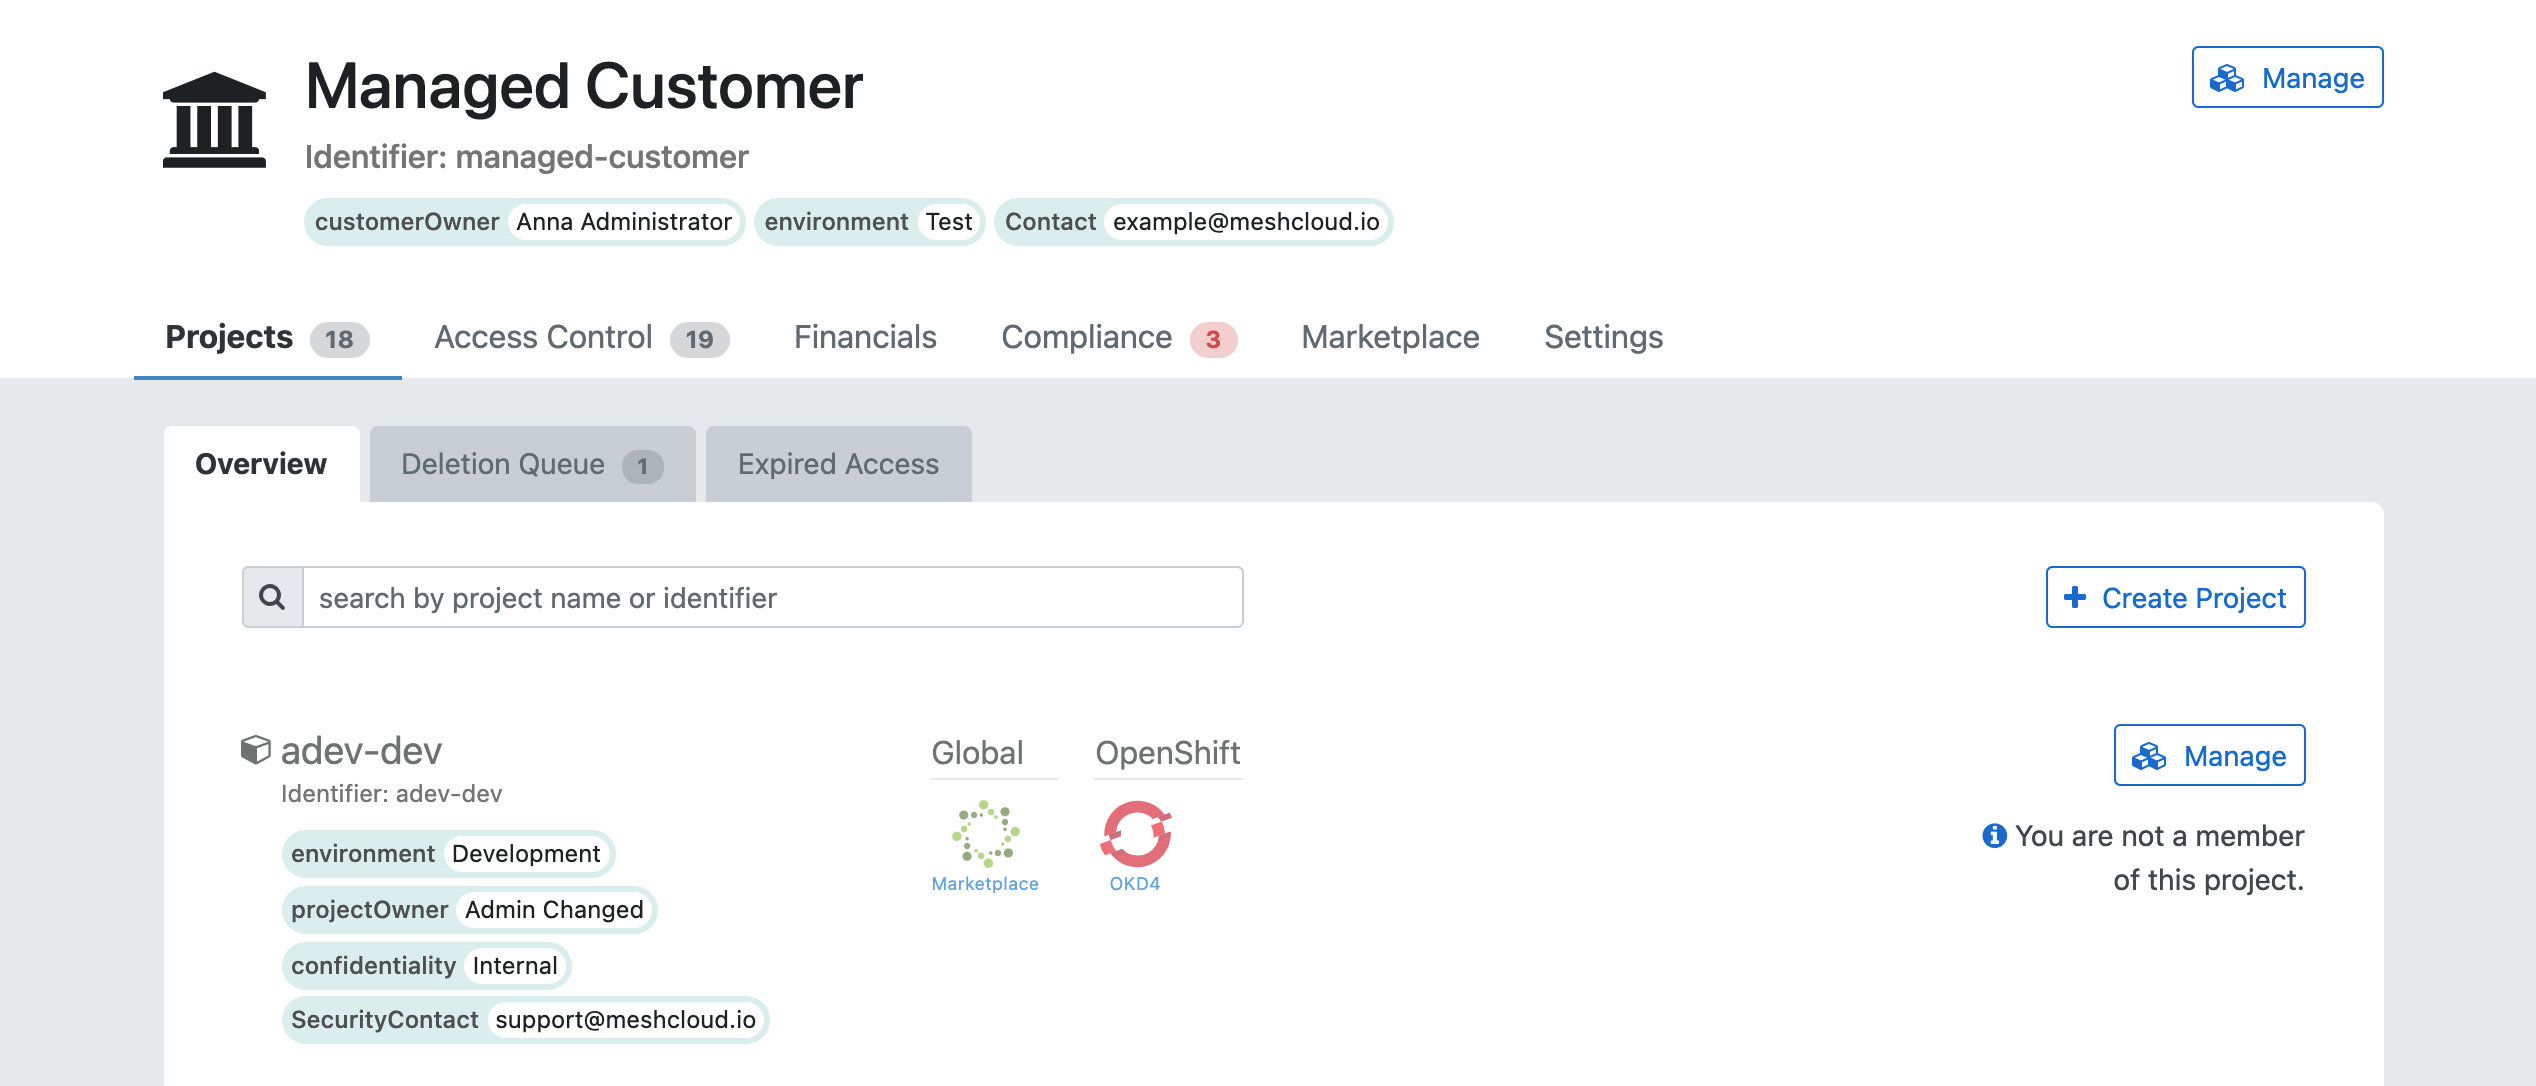 Managed Customer
Manage
Identifier: managed-customer
customerOwner Anna Administrator environment Test Contact example@meshcloud.io
Projects 18 Access Control 19 Financials Compliance 3 Marketplace Settings
Overview Deletion Queue 1 Expired Access
search by project name or identifier
Create Project
adev-dev
Identifier: adev-dev
environment Development
projectOwner Admin Changed
confidentiality Internal
SecurityContact support@meshcloud.io
Global
Marketplace
OpenShift
OKD4
Manage
You are not a member
of this project.